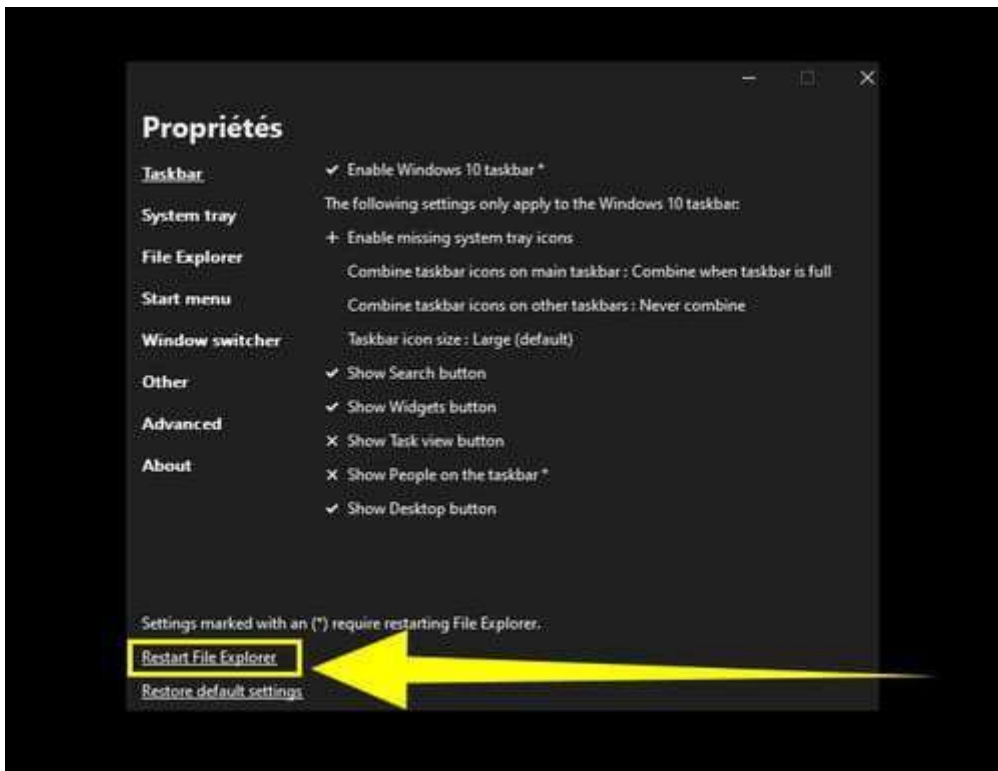 Propriétés
Taskbar
System tray
File Explorer
Start menu
Window switcher
Other
Advanced
About
✓ Enable Windows 10 taskbar *
The following settings only apply to the Windows 10 taskbar:
+ Enable missing system tray icons
Combine taskbar icons on main taskbar : Combine when taskbar is full
Combine taskbar icons on other taskbars : Never combine
Taskbar icon size : Large (default)
✓ Show Search button
✓ Show Widgets button
✕ Show Task view button
✕ Show People on the taskbar *
✓ Show Desktop button
Settings marked with an (*) require restarting File Explorer.
Restart File Explorer
Restore default settings